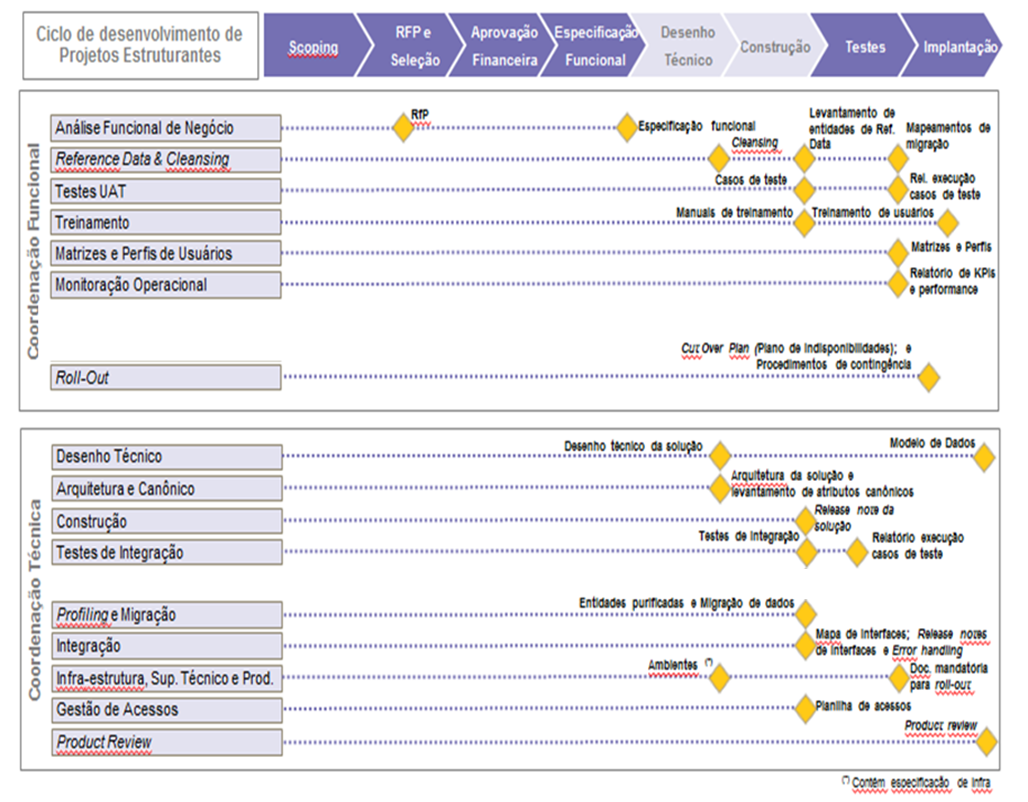 Ciclo de desenvolvimento de
Projetos Estruturantes
Scoping
RFP e
Seleção
Aprovação
Financeira
Especificação
Funcional
Desenho
Técnico
Construção
Testes
Implantação
Coordenação Funcional
Análise Funcional de Negócio
RfP
Especificação funcional
Reference Data & Cleansing
Cleansing
Levantamento de
entidades de Ref.
Data
Mapeamentos de
migração
Testes UAT
Casos de teste
Rel. execução
casos de teste
Treinamento
Manuais de treinamento
Treinamento de usuários
Matrizes e Perfis de Usuários
Matrizes e Perfis
Monitoração Operacional
Relatório de KPIs
e performance
Roll-Out
Cut Over Plan (Plano de Indisponibilidades); e
Procedimentos de contingência
Coordenação Técnica
Desenho Técnico
Desenho técnico da solução
Modelo de Dados
Arquitetura e Canônico
Arquitetura da solução e
levantamento de atributos canônicos
Construção
Release note da
solução
Testes de Integração
Testes de Integração
Relatório execução
casos de teste
Profiling e Migração
Entidades purificadas e Migração de dados
Integração
Mapa de Interfaces; Release notes
de Interfaces e Error handling
Infra-estrutura, Sup. Técnico e Prod.
Ambientes (*)
Doc. mandatória
para roll-out
Gestão de Acessos
Planilha de acessos
Product Review
Product review
(*) Contém especificação de Infra